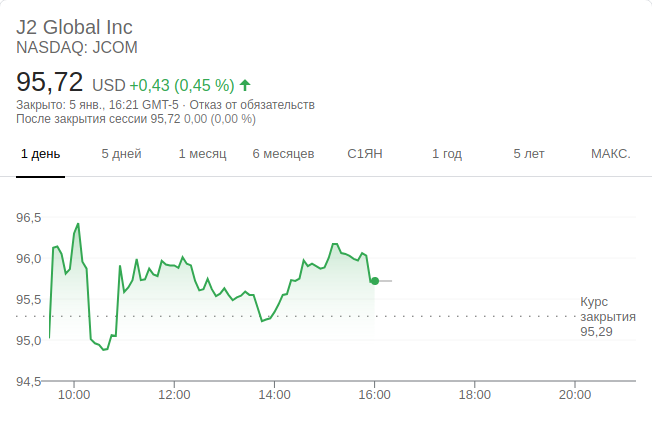 J2 Global Inc
NASDAQ: JCOM
95,72 USD +0,43 (0,45 %)
Закрыто: 5 янв., 16:21 GMT-5 · Отказ от обязательств
После закрытия сессии 95,72 0,00 (0,00 %)
1 день 5 дней 1 месяц 6 месяцев С1ЯН 1 год 5 лет МАКС.
96,5
96,0
95,5
Курс
закрытия
95,29
95,0
94,5
10:00 12:00 14:00 16:00 18:00 20:00